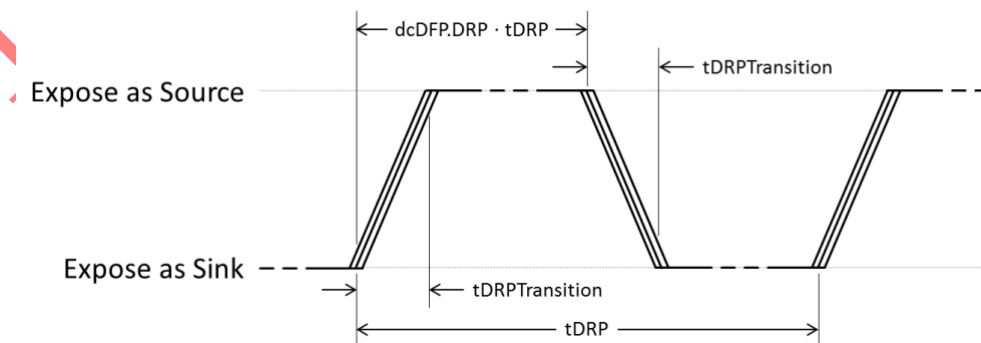 dcDFP.DRP · tDRP
tDRPTransition
Expose as Source
Expose as Sink
tDRPTransition
tDRP